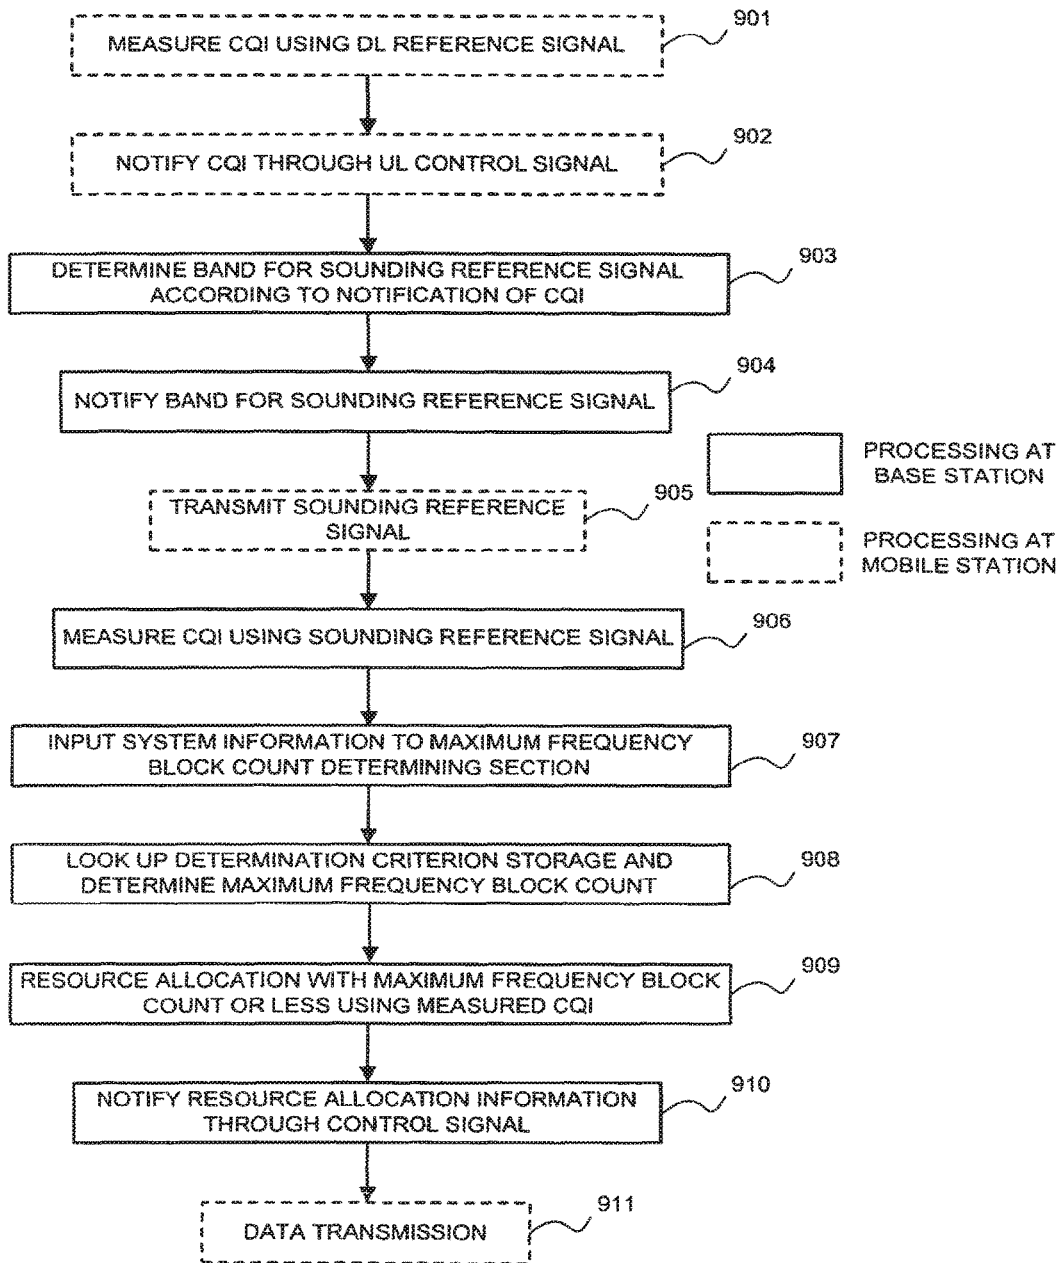 MEASURE CQI USING DL REFERENCE SIGNAL
901
NOTIFY CQI THROUGH UL CONTROL SIGNAL
902
DETERMINE BAND FOR SOUNDING REFERENCE SIGNAL
ACCORDING TO NOTIFICATION OF CQI
903
NOTIFY BAND FOR SOUNDING REFERENCE SIGNAL
904
PROCESSING AT
BASE STATION
TRANSMIT SOUNDING REFERENCE
SIGNAL
905
PROCESSING AT
MOBILE STATION
MEASURE CQI USING SOUNDING REFERENCE SIGNAL
906
INPUT SYSTEM INFORMATION TO MAXIMUM FREQUENCY
BLOCK COUNT DETERMINING SECTION
907
LOOK UP DETERMINATION CRITERION STORAGE AND
DETERMINE MAXIMUM FREQUENCY BLOCK COUNT
908
RESOURCE ALLOCATION WITH MAXIMUM FREQUENCY BLOCK
COUNT OR LESS USING MEASURED CQI
909
NOTIFY RESOURCE ALLOCATION INFORMATION
THROUGH CONTROL SIGNAL
910
DATA TRANSMISSION
911